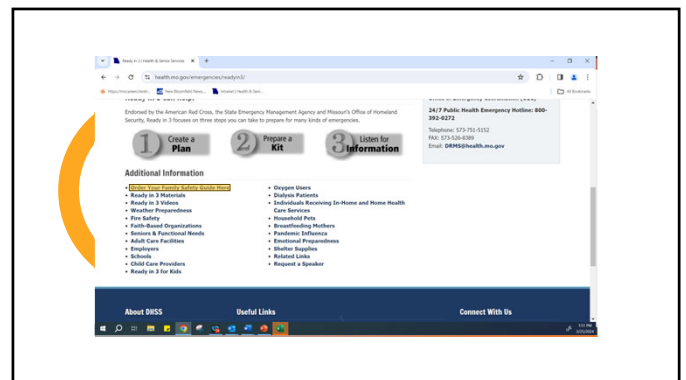 Ready in 3 | Health & Senior Services
health.mo.gov/emergencies/readyin3/
All Bookmarks
Endorsed by the American Red Cross, the State Emergency Management Agency and Missouri's Office of Homeland
Security, Ready in 3 focuses on three steps you can take to prepare for many kinds of emergencies.
24/7 Public Health Emergency Hotline: 800-
392-0272
Telephone: 573-751-5152
FAX: 573-526-8389
Email: DRMS@health.mo.gov
1 Create a
Plan
2 Prepare a
Kit
3 Listen for
Information
Additional Information
• Order Your Family Safety Guide Here
• Ready in 3 Materials
• Ready in 3 Videos
• Weather Preparedness
• Fire Safety
• Faith-Based Organizations
• Seniors & Functional Needs
• Adult Care Facilities
• Employers
• Schools
• Child Care Providers
• Ready in 3 for Kids
• Oxygen Users
• Dialysis Patients
• Individuals Receiving In-Home and Home Health
Care Services
• Household Pets
• Breastfeeding Mothers
• Pandemic Influenza
• Emotional Preparedness
• Shelter Supplies
• Related Links
• Request a Speaker
About DHSS
Useful Links
Connect With Us